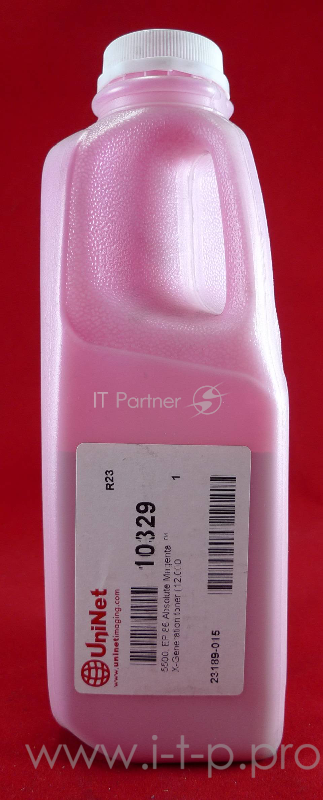 IT Partner
R23
1
10329
5500, EP 86 Absolute Magenta
X-Generation toner
23189-015
UniNet
www.uninetimaging.com
www.i-t-p.pro